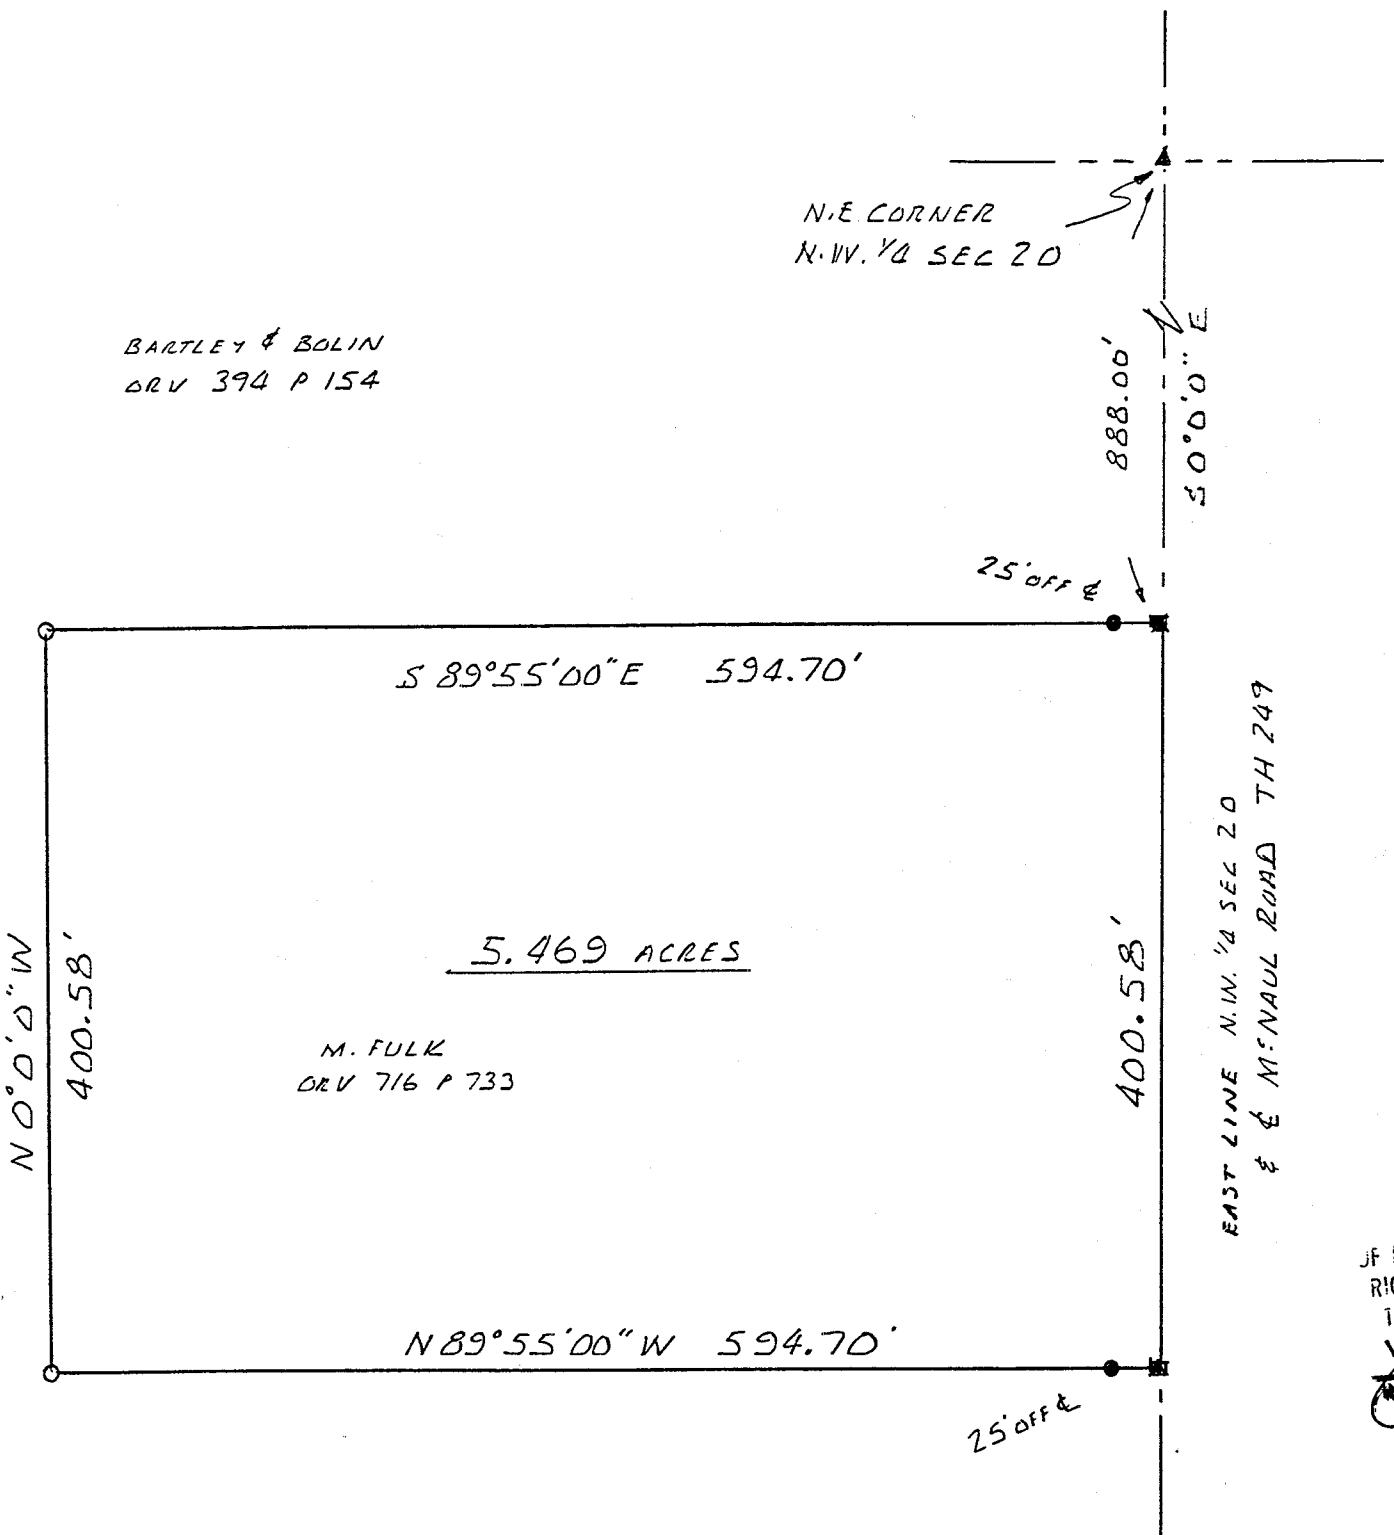 N.E. CORNER
N.W. 1/4 SEC 20
BARTLEY & BOLIN
ORV 394 P 154
888.00'
S 0°0'0" E
25' OFF ℄
S 89°55'00" E 594.70'
N 0°0'0" W
400.58'
5.469 ACRES
M. FULK
ORV 716 P 733
400.58'
EAST LINE N.W. 1/4 SEC 20
& ℄ McNAUL ROAD TH 249
N 89°55'00" W 594.70'
25' OFF ℄